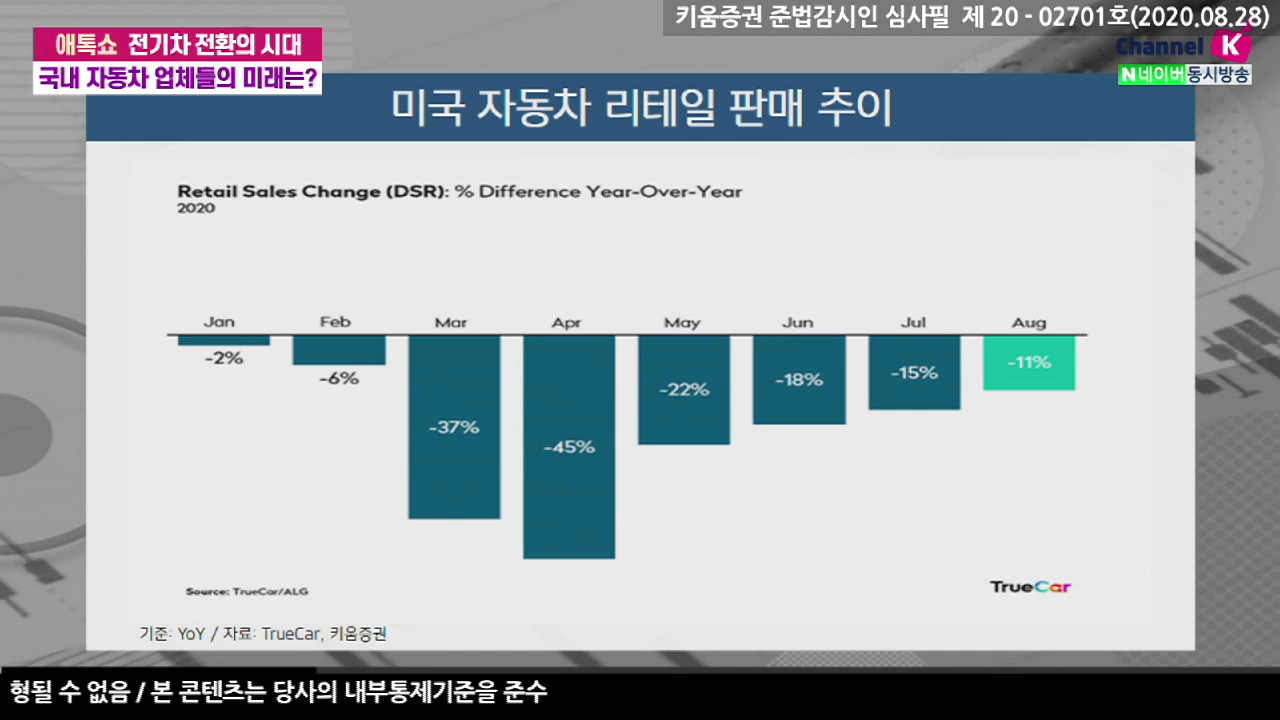 키움증권 준법감시인 심사필 제 20 - 02701호(2020.08.28)
애톡쇼 전기차 전환의 시대
국내 자동차 업체들의 미래는?
Channel K
N 네이버 동시방송
미국 자동차 리테일 판매 추이
Retail Sales Change (DSR): % Difference Year-Over-Year
2020
Jan Feb Mar Apr May Jun Jul Aug
-2% -6% -37% -45% -22% -18% -15% -11%
Source: TrueCar/ALG
TrueCar
기준: YoY / 자료: TrueCar, 키움증권
형될 수 없음 / 본 콘텐츠는 당사의 내부통제기준을 준수